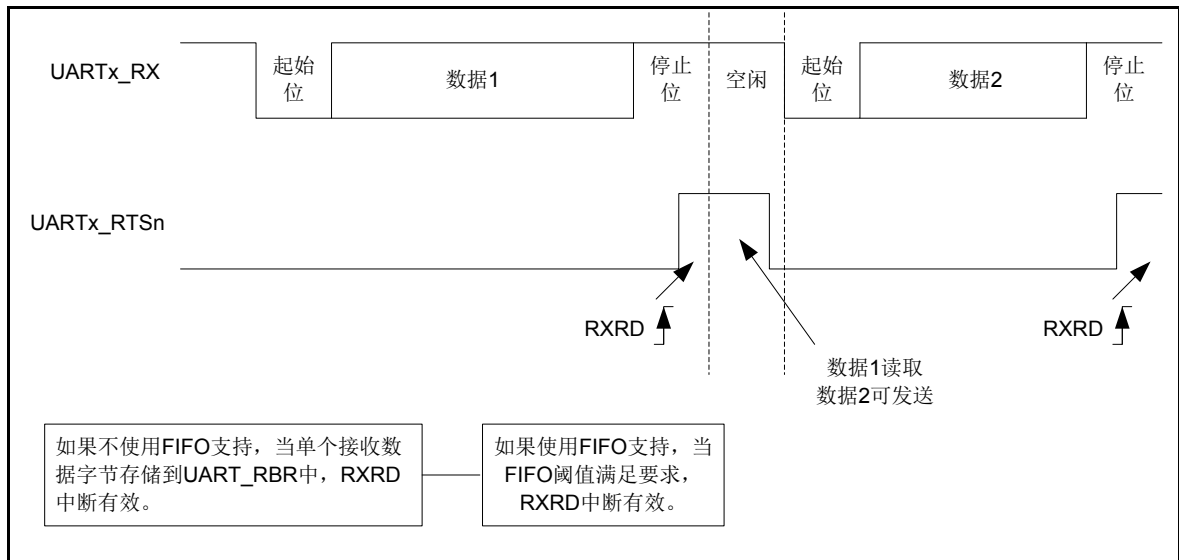 UARTx_RX
起始
位
数据1
停止
位
空闲
起始
位
数据2
停止
位
UARTx_RTSn
RXRD
RXRD
数据1读取
数据2可发送
如果不使用FIFO支持，当单个接收数
据字节存储到UART_RBR中，RXRD
中断有效。
如果使用FIFO支持，当
FIFO阈值满足要求，
RXRD中断有效。